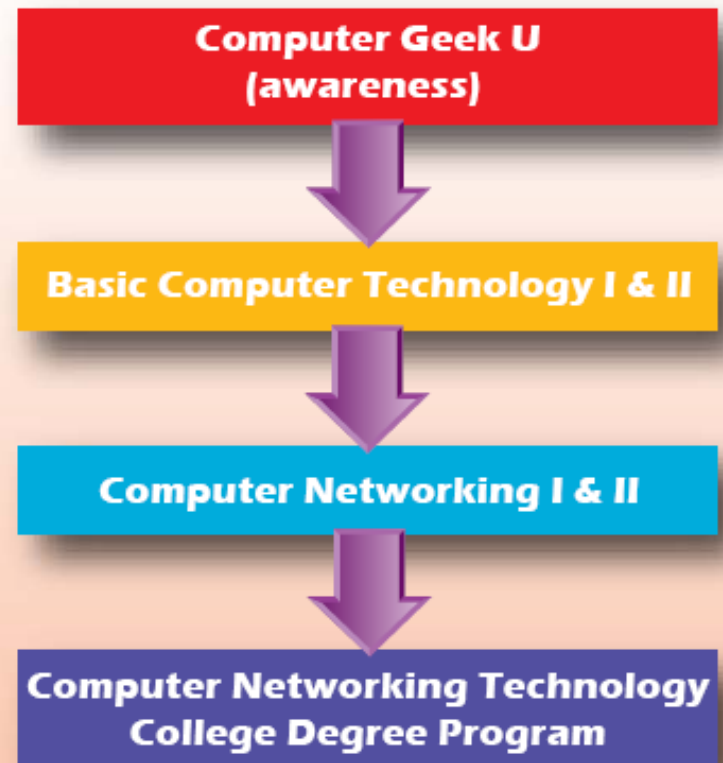 Computer Geek U
(awareness)
Basic Computer Technology I & II
Computer Networking I & II
Computer Networking Technology
College Degree Program